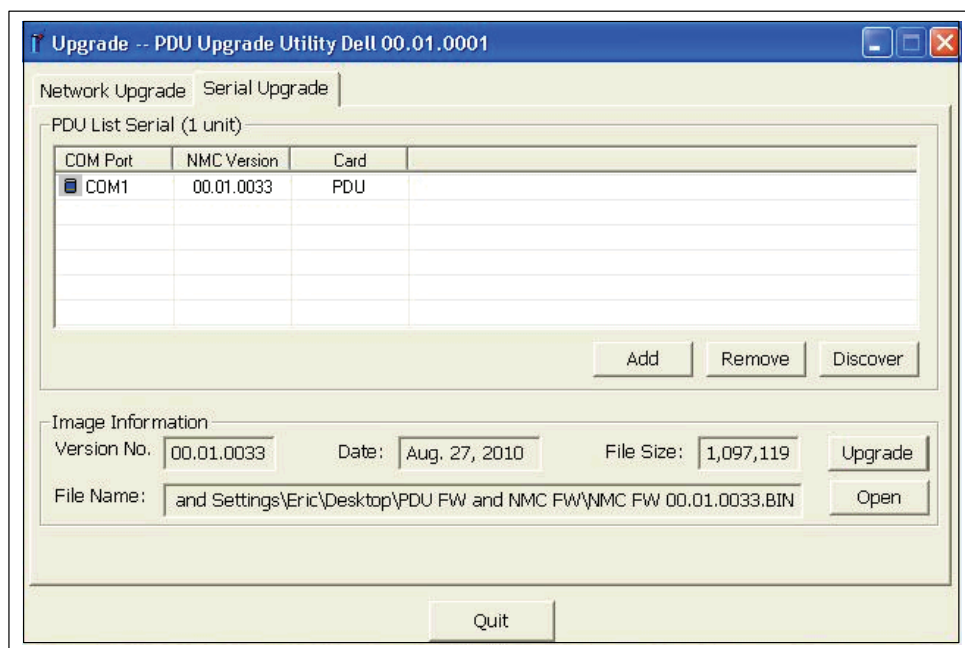 Upgrade -- PDU Upgrade Utility Dell 00.01.0001
Network Upgrade Serial Upgrade
PDU List Serial (1 unit)
COM Port NMC Version Card
COM1 00.01.0033 PDU
Add Remove Discover
Image Information
Version No. 00.01.0033 Date: Aug. 27, 2010 File Size: 1,097,119 Upgrade
File Name: and Settings\Eric\Desktop\PDU FW and NMC FW\NMC FW 00.01.0033.BIN Open
Quit